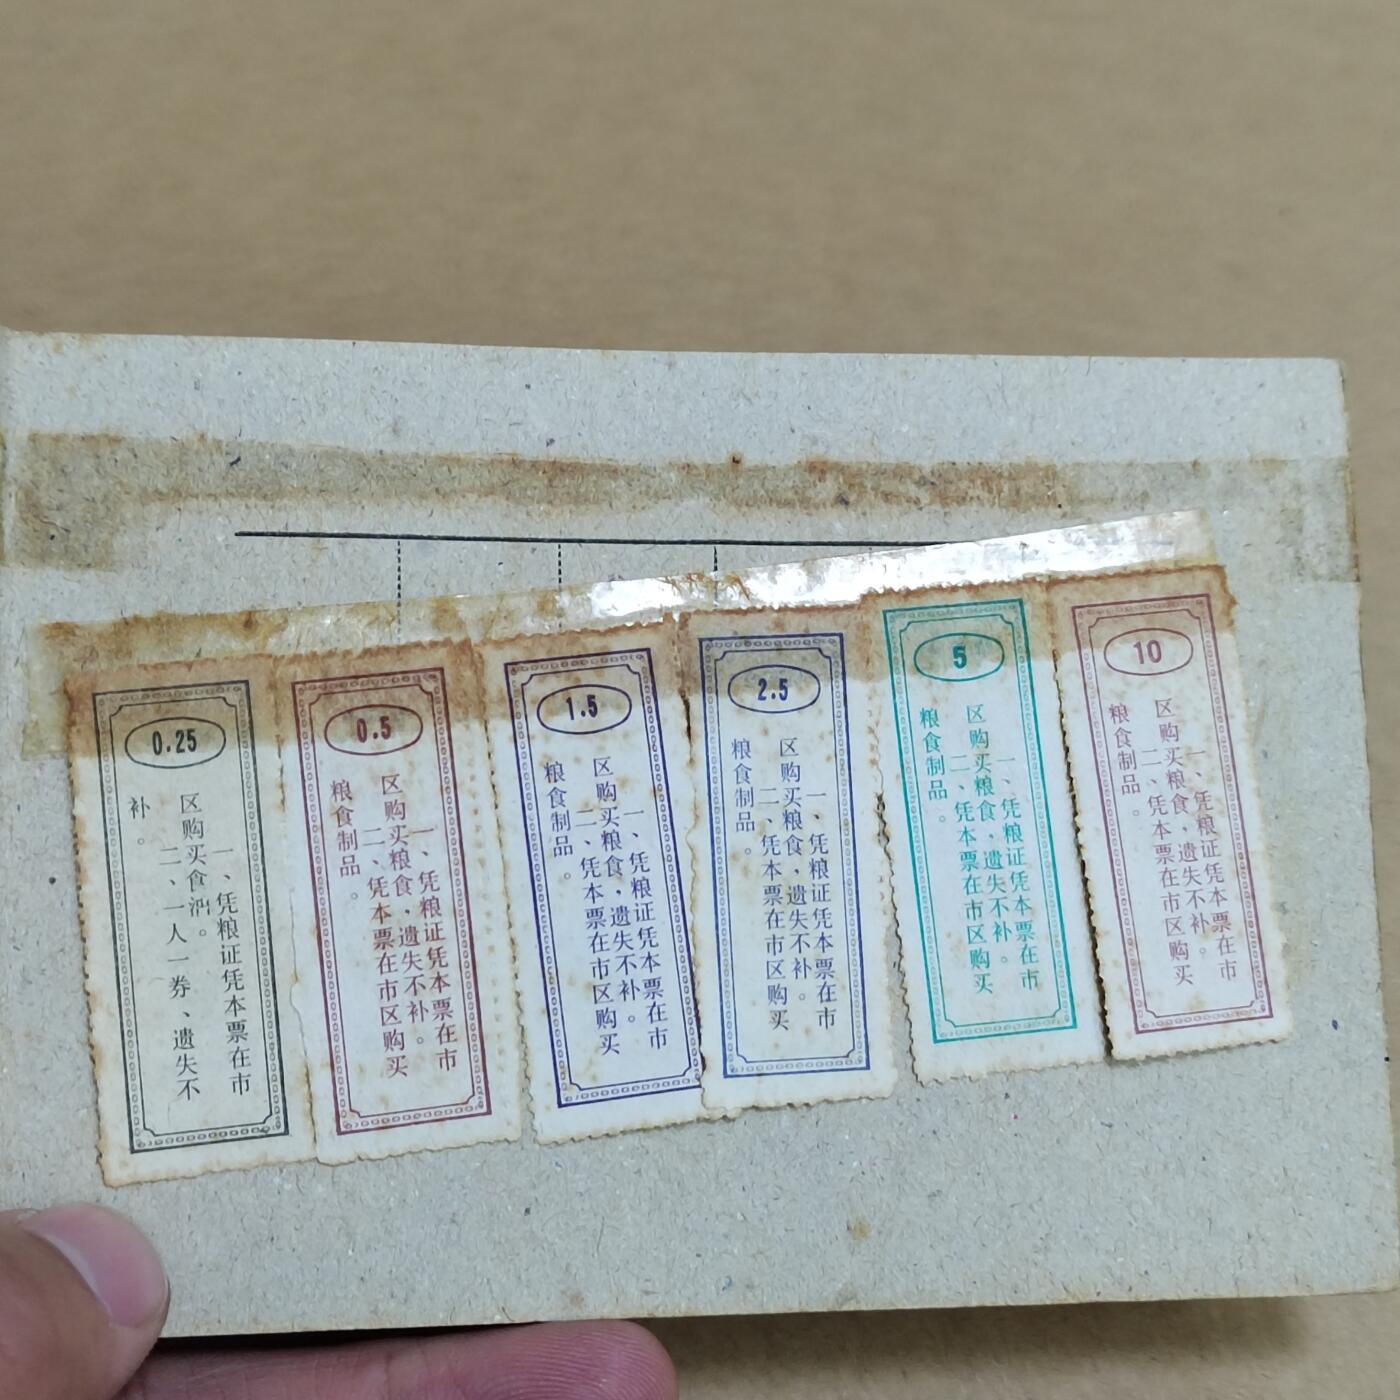 0.25
一、凭粮证凭本票在市
区购买食油。
二、一人一券、遗失不
补。
0.5
一、凭粮证凭本票在市
区购买粮食，遗失不补。
二、凭本票在市区购买
粮食制品。
1.5
一、凭粮证凭本票在市
区购买粮食，遗失不补。
二、凭本票在市区购买
粮食制品。
2.5
一、凭粮证凭本票在市
区购买粮食，遗失不补。
二、凭本票在市区购买
粮食制品。
5
一、凭粮证凭本票在市
区购买粮食，遗失不补。
二、凭本票在市区购买
粮食制品。
10
一、凭粮证凭本票在市
区购买粮食，遗失不补。
二、凭本票在市区购买
粮食制品。